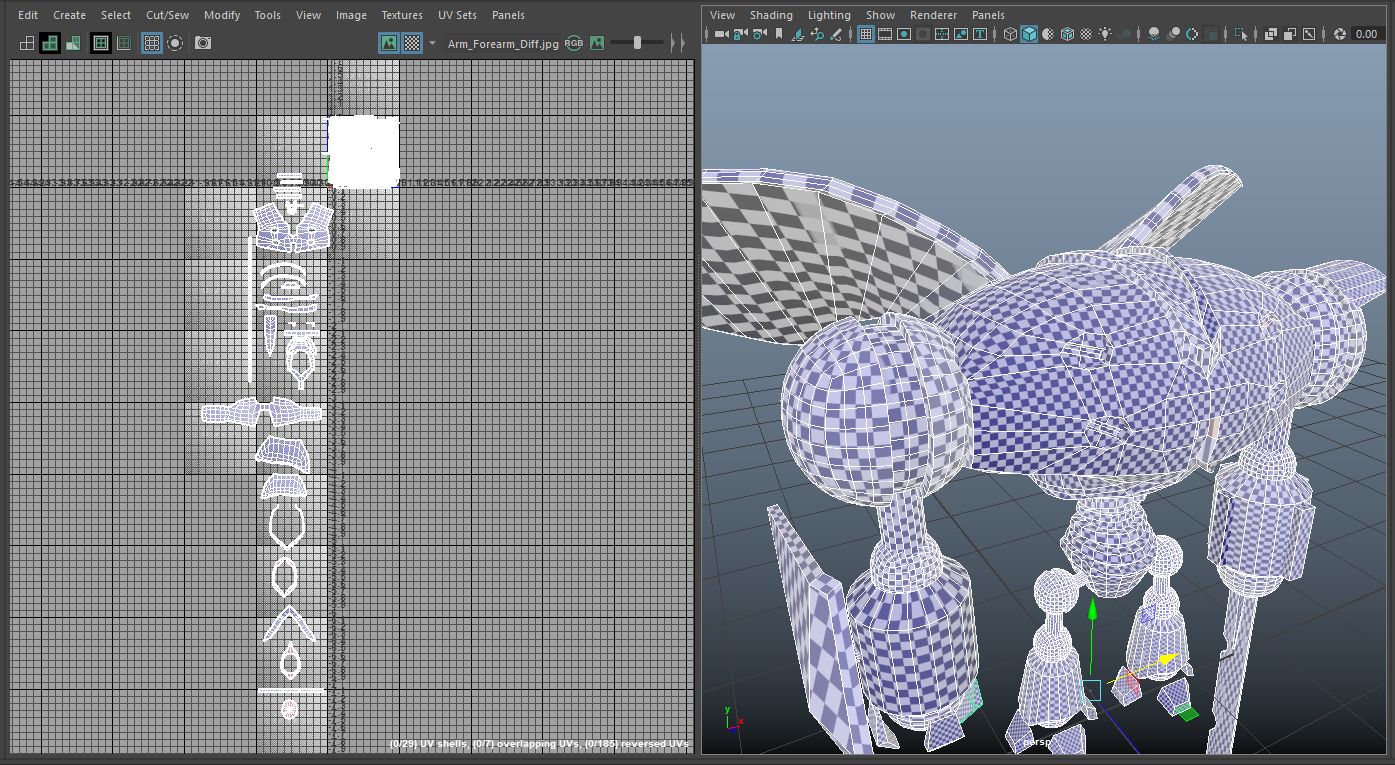 Edit Create Select Cut/Sew Modify Tools View Image Textures UV Sets Panels
Arm_Forearm_Diff.jpg RGB
(0/29) UV shells, (0/7) overlapping UVs, (0/185) reversed UVs
View Shading Lighting Show Renderer Panels
0.00
y
x
persp